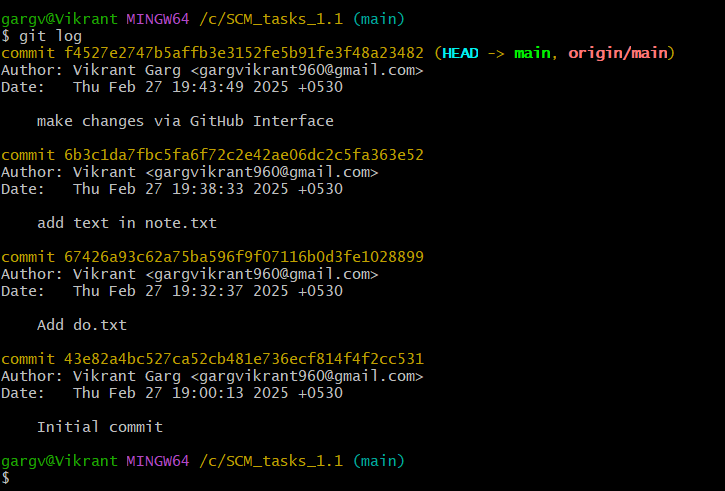 gargv@Vikrant MINGW64 /c/SCM_tasks_1.1 (main)
$ git log
commit f4527e2747b5affb3e3152fe5b91fe3f48a23482 (HEAD -> main, origin/main)
Author: Vikrant Garg <gargvikrant960@gmail.com>
Date:   Thu Feb 27 19:43:49 2025 +0530
    make changes via GitHub Interface
commit 6b3c1da7fbc5fa6f72c2e42ae06dc2c5fa363e52
Author: Vikrant <gargvikrant960@gmail.com>
Date:   Thu Feb 27 19:38:33 2025 +0530
    add text in note.txt
commit 67426a93c62a75ba596f9f07116b0d3fe1028899
Author: Vikrant <gargvikrant960@gmail.com>
Date:   Thu Feb 27 19:32:37 2025 +0530
    Add do.txt
commit 43e82a4bc527ca52cb481e736ecf814f4f2cc531
Author: Vikrant Garg <gargvikrant960@gmail.com>
Date:   Thu Feb 27 19:00:13 2025 +0530
    Initial commit
gargv@Vikrant MINGW64 /c/SCM_tasks_1.1 (main)
$